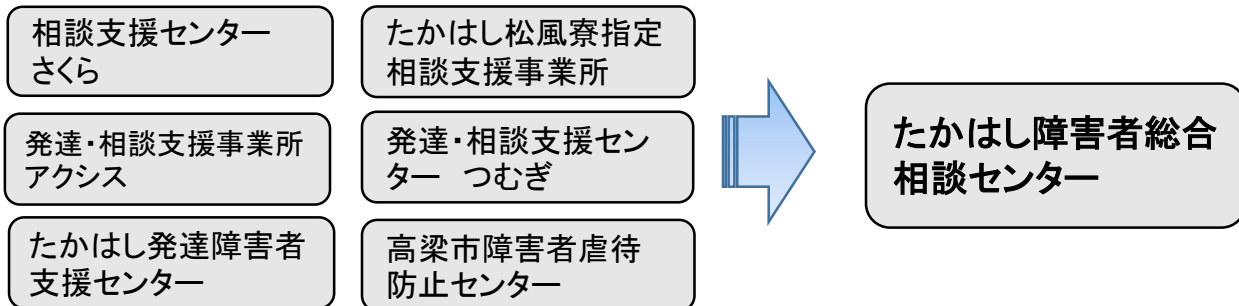 相談支援センター
さくら
たかはし松風寮指定
相談支援事業所
発達・相談支援事業所
アクシス
発達・相談支援セン
ター　つむぎ
たかはし発達障害者
支援センター
高梁市障害者虐待
防止センター
たかはし障害者総合
相談センター